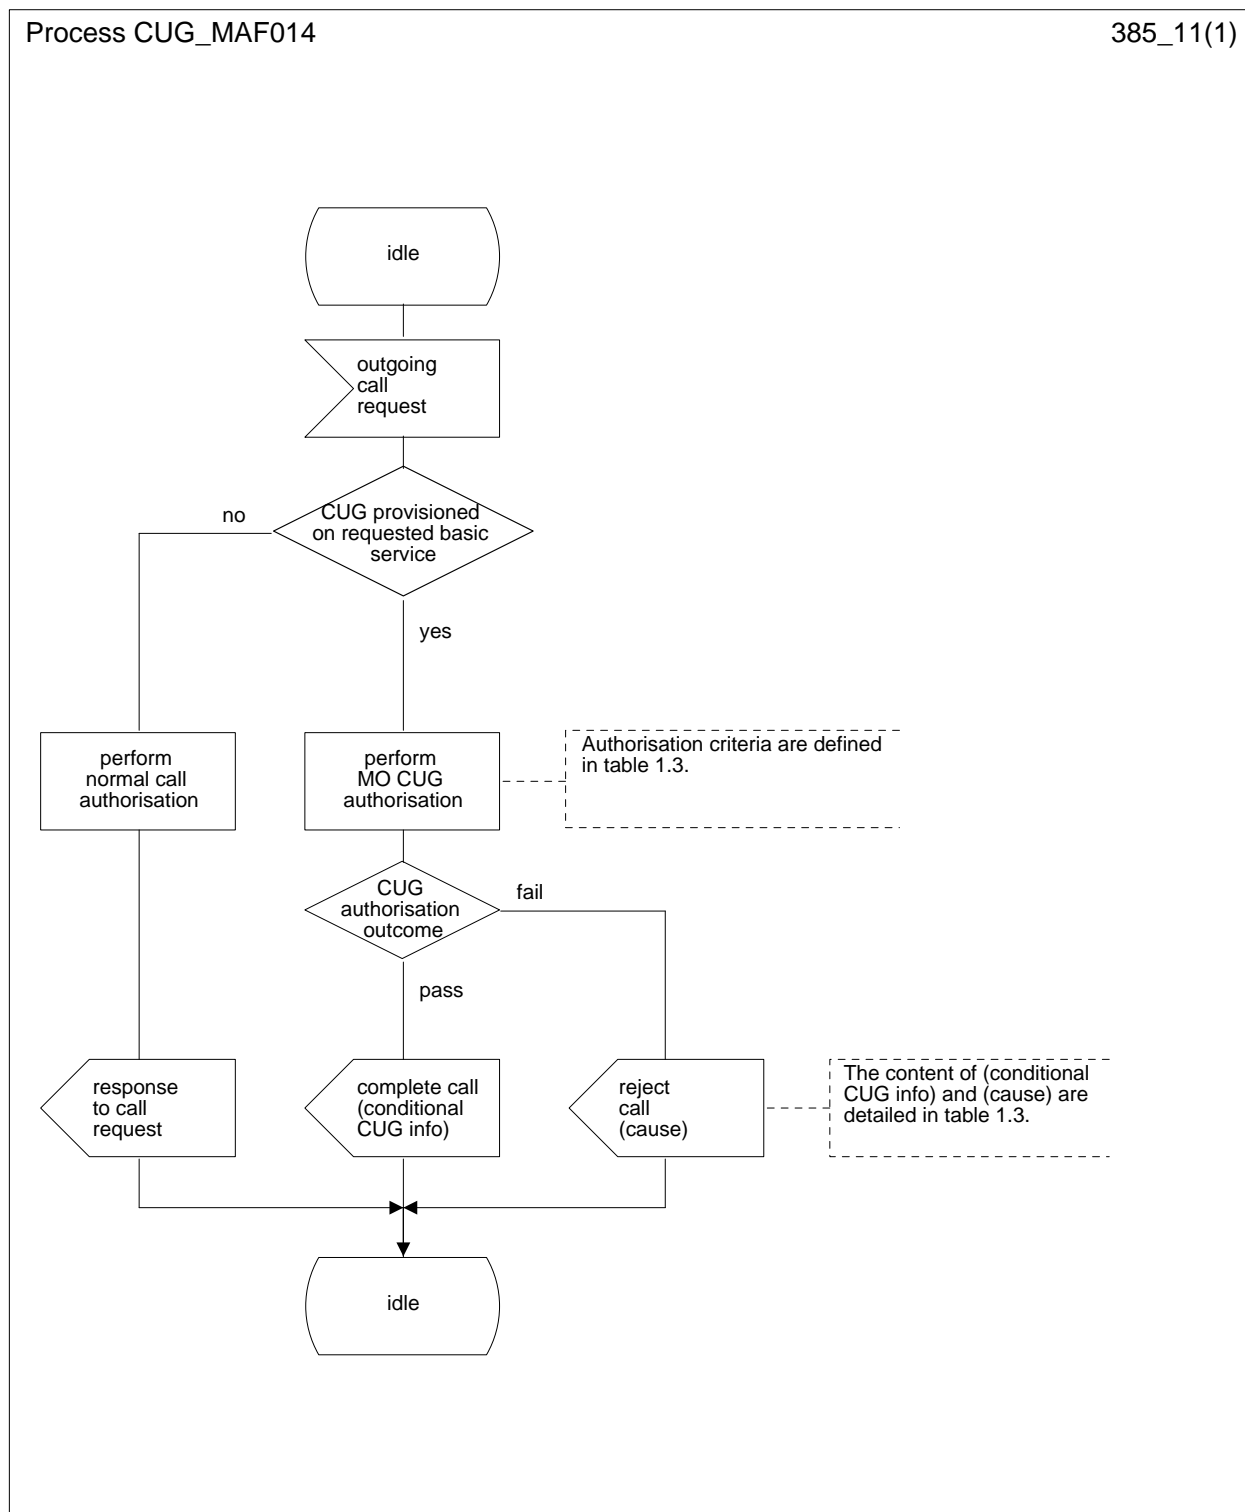 Process CUG_MAF014
385_11(1)
idle
outgoing
call
request
no
CUG provisioned
on requested basic
service
yes
perform
normal call
authorisation
perform
MO CUG
authorisation
Authorisation criteria are defined
in table 1.3.
CUG
authorisation
outcome
fail
pass
response
to call
request
complete call
(conditional
CUG info)
reject
call
(cause)
The content of (conditional
CUG info) and (cause) are
detailed in table 1.3.
idle